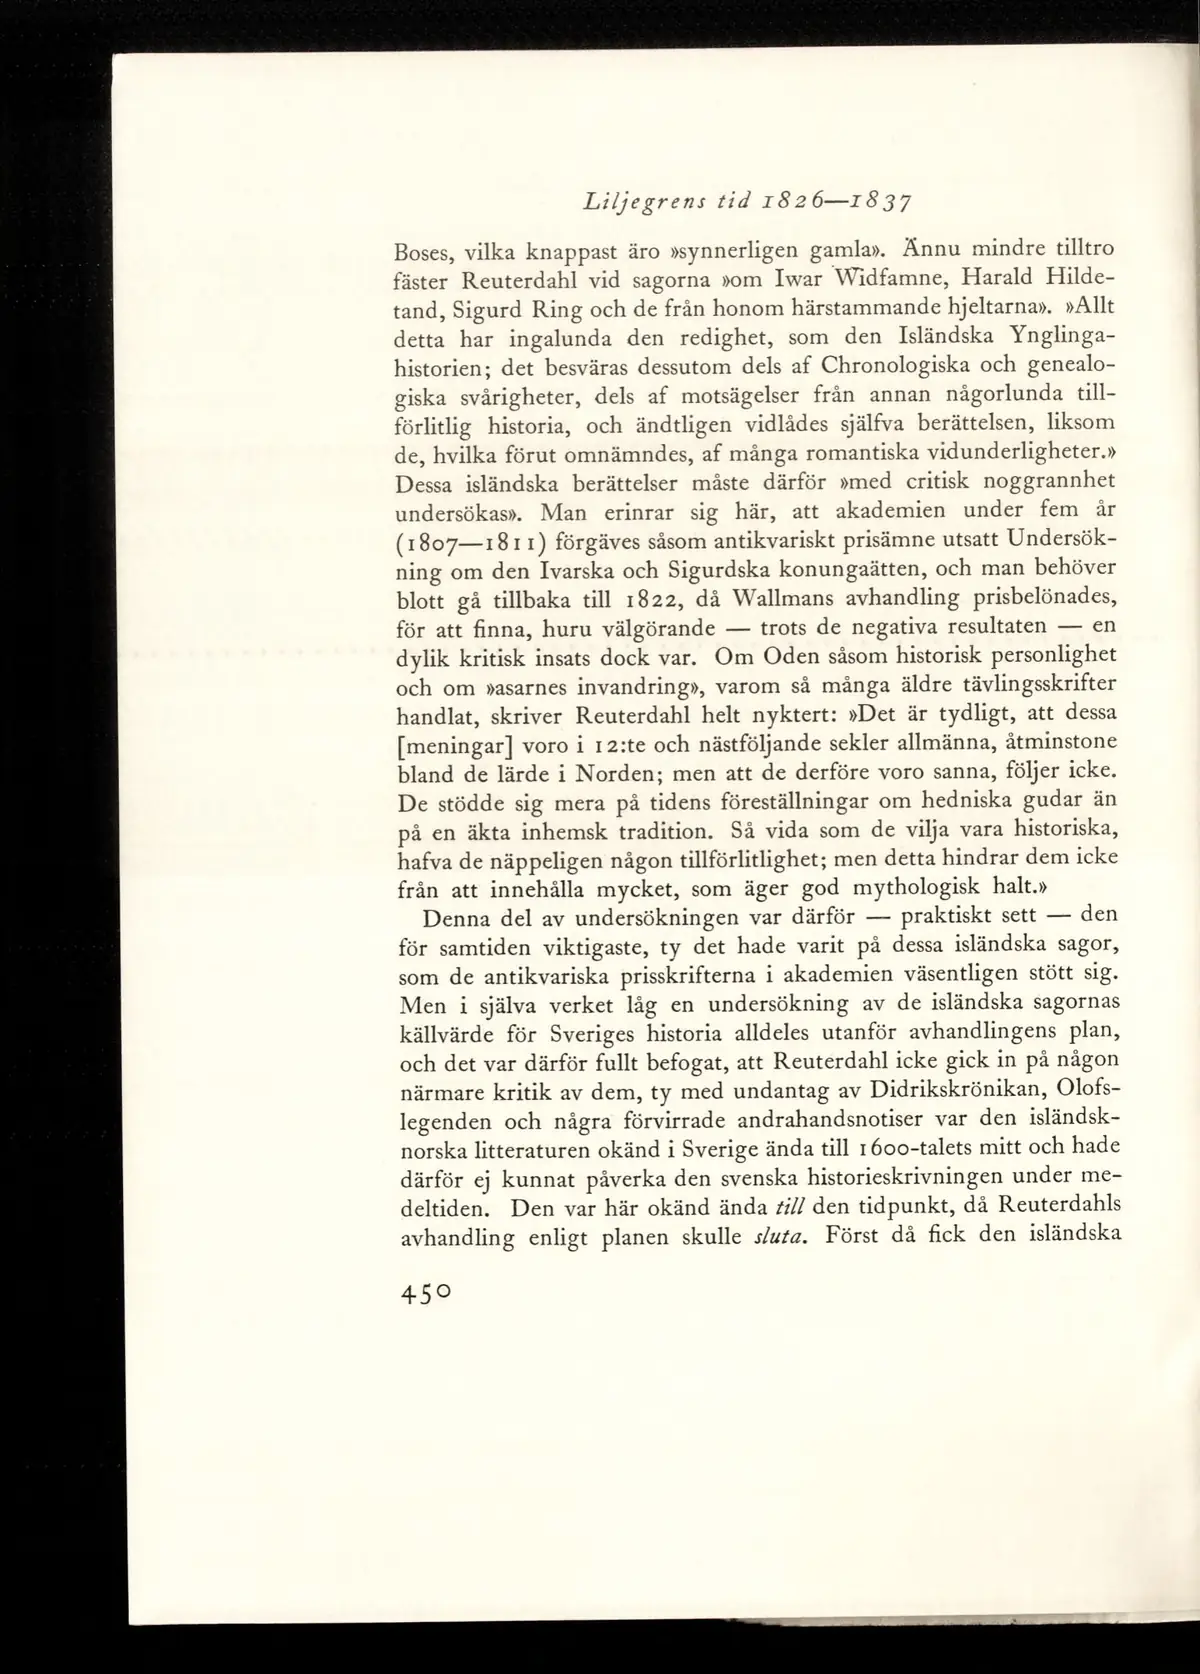 Liljegrens tid 1826—1837
Boses, vilka knappast äro »synnerligen gamla». Ännu mindre tilltro
fäster Reuterdahl vid sagorna »om Iwar Widfamne, Harald Hilde-
tand, Sigurd Ring och de från honom härstammande hjeltarna». »Allt
detta har ingalunda den redighet, som den Isländska Ynglinga-
historien; det besväras dessutom dels af Chronologiska och genealo-
giska svårigheter, dels af motsägelser från annan någorlunda till-
förlitlig historia, och ändtligen vidlådes själfva berättelsen, liksom
de, hvilka förut omnämndes, af många romantiska vidunderligheter.»
Dessa isländska berättelser måste därför »med critisk noggrannhet
undersökas». Man erinrar sig här, att akademien under fem år
(1807—1811) förgäves såsom antikvariskt prisämne utsatt Undersök-
ning om den Ivarska och Sigurdska konungaätten, och man behöver
blott gå tillbaka till 1822, då Wallmans avhandling prisbelönades,
för att finna, huru välgörande — trots de negativa resultaten — en
dylik kritisk insats dock var. Om Oden såsom historisk personlighet
och om »asarnes invandring», varom så många äldre tävlingsskrifter
handlat, skriver Reuterdahl helt nyktert: »Det är tydligt, att dessa
[meningar] voro i 12:te och nästföljande sekler allmänna, åtminstone
bland de lärde i Norden; men att de derföre voro sanna, följer icke.
De stödde sig mera på tidens föreställningar om hedniska gudar än
på en äkta inhemsk tradition. Så vida som de vilja vara historiska,
hafva de näppeligen någon tillförlitlighet; men detta hindrar dem icke
från att innehålla mycket, som äger god mythologisk halt.»
Denna del av undersökningen var därför — praktiskt sett — den
för samtiden viktigaste, ty det hade varit på dessa isländska sagor,
som de antikvariska prisskrifterna i akademien väsentligen stött sig.
Men i själva verket låg en undersökning av de isländska sagornas
källvärde för Sveriges historia alldeles utanför avhandlingens plan,
och det var därför fullt befogat, att Reuterdahl icke gick in på någon
närmare kritik av dem, ty med undantag av Didrikskrönikan, Olofs-
legenden och några förvirrade andrahandsnotiser var den isländsk-
norska litteraturen okänd i Sverige ända till 1600-talets mitt och hade
därför ej kunnat påverka den svenska historieskrivningen under me-
deltiden. Den var här okänd ända till den tidpunkt, då Reuterdahls
avhandling enligt planen skulle sluta. Först då fick den isländska
450